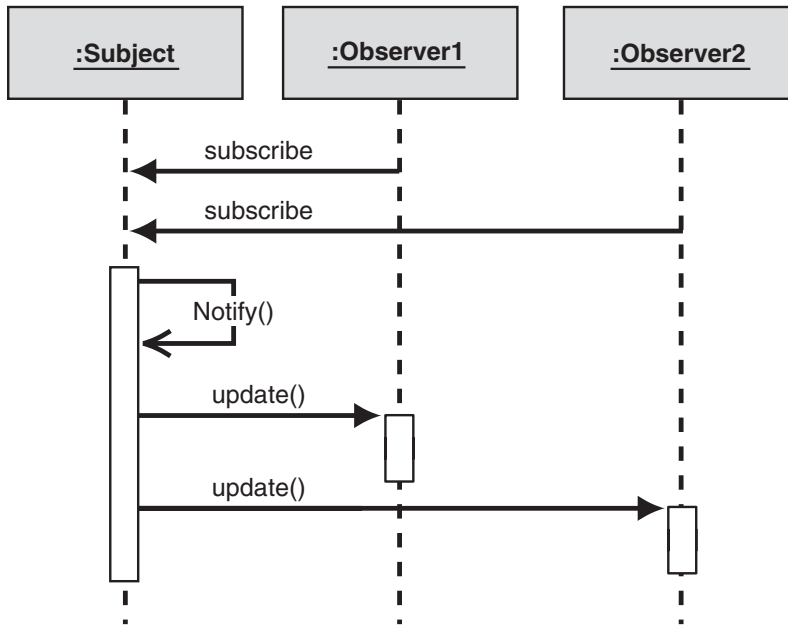 :Subject
:Observer1
:Observer2
subscribe
subscribe
Notify()
update()
update()